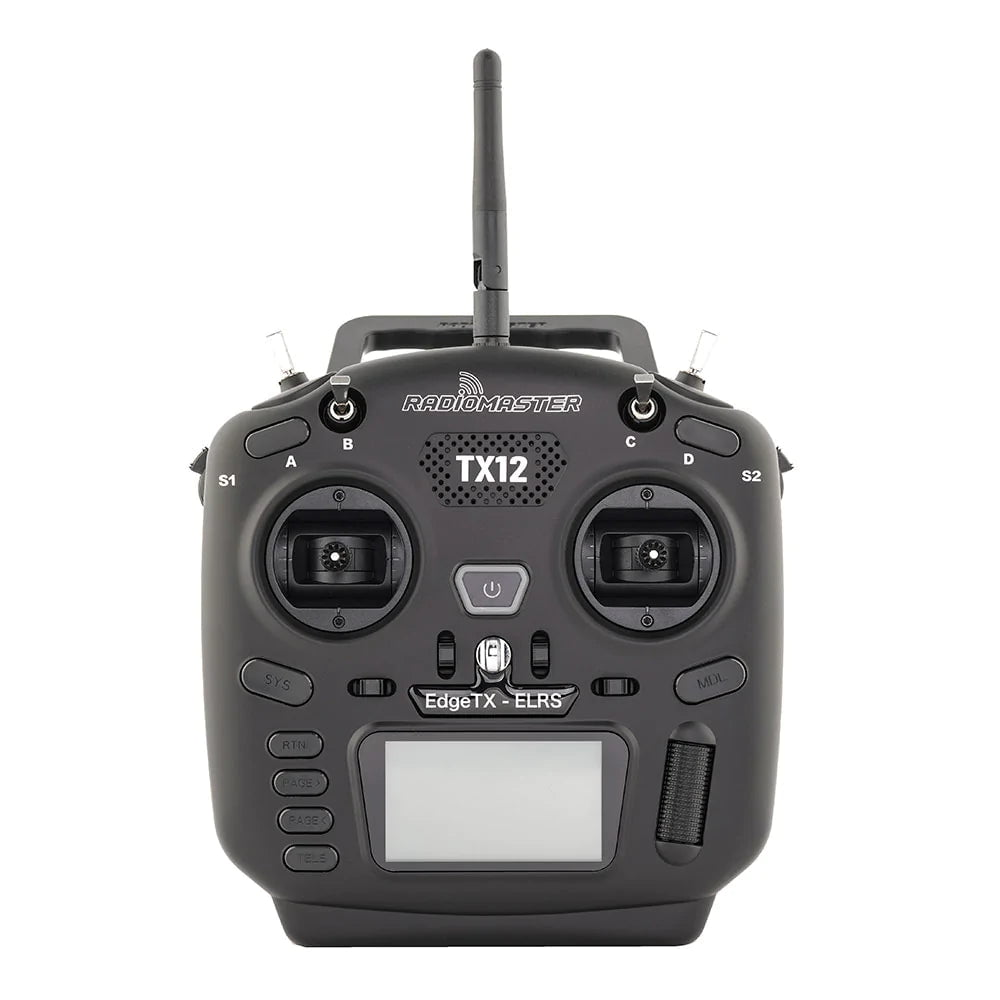 RADIOMASTER
B
C
A
D
S1
TX12
S2
SYS
MDL
EdgeTX - ELRS
RTN
PAGE>
PAGE<
TELE